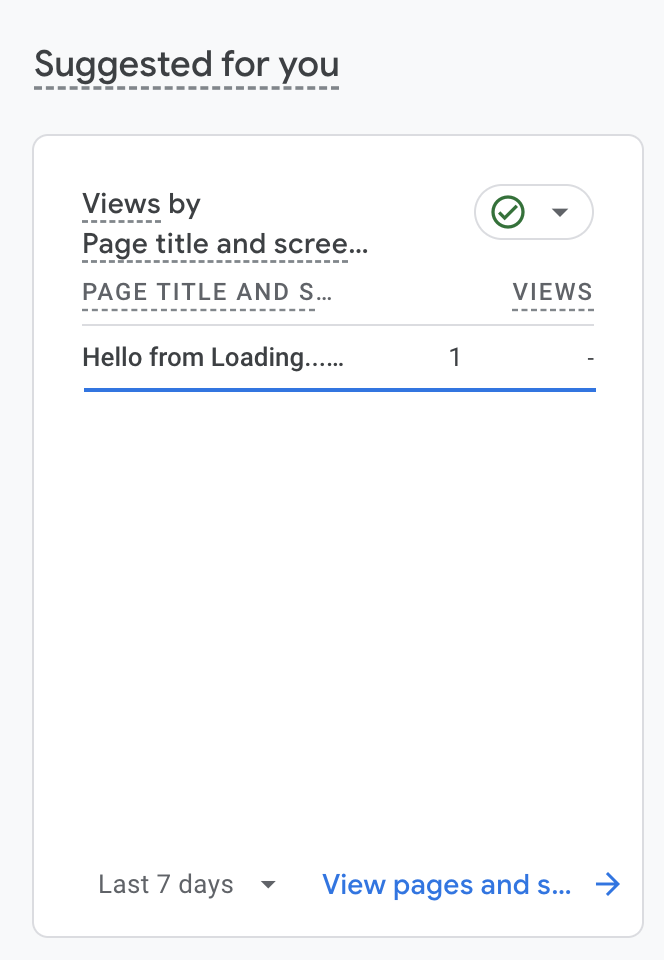 Suggested for you
Views by
Page title and scree…
PAGE TITLE AND S… VIEWS
Hello from Loading...… 1 -
Last 7 days View pages and s…